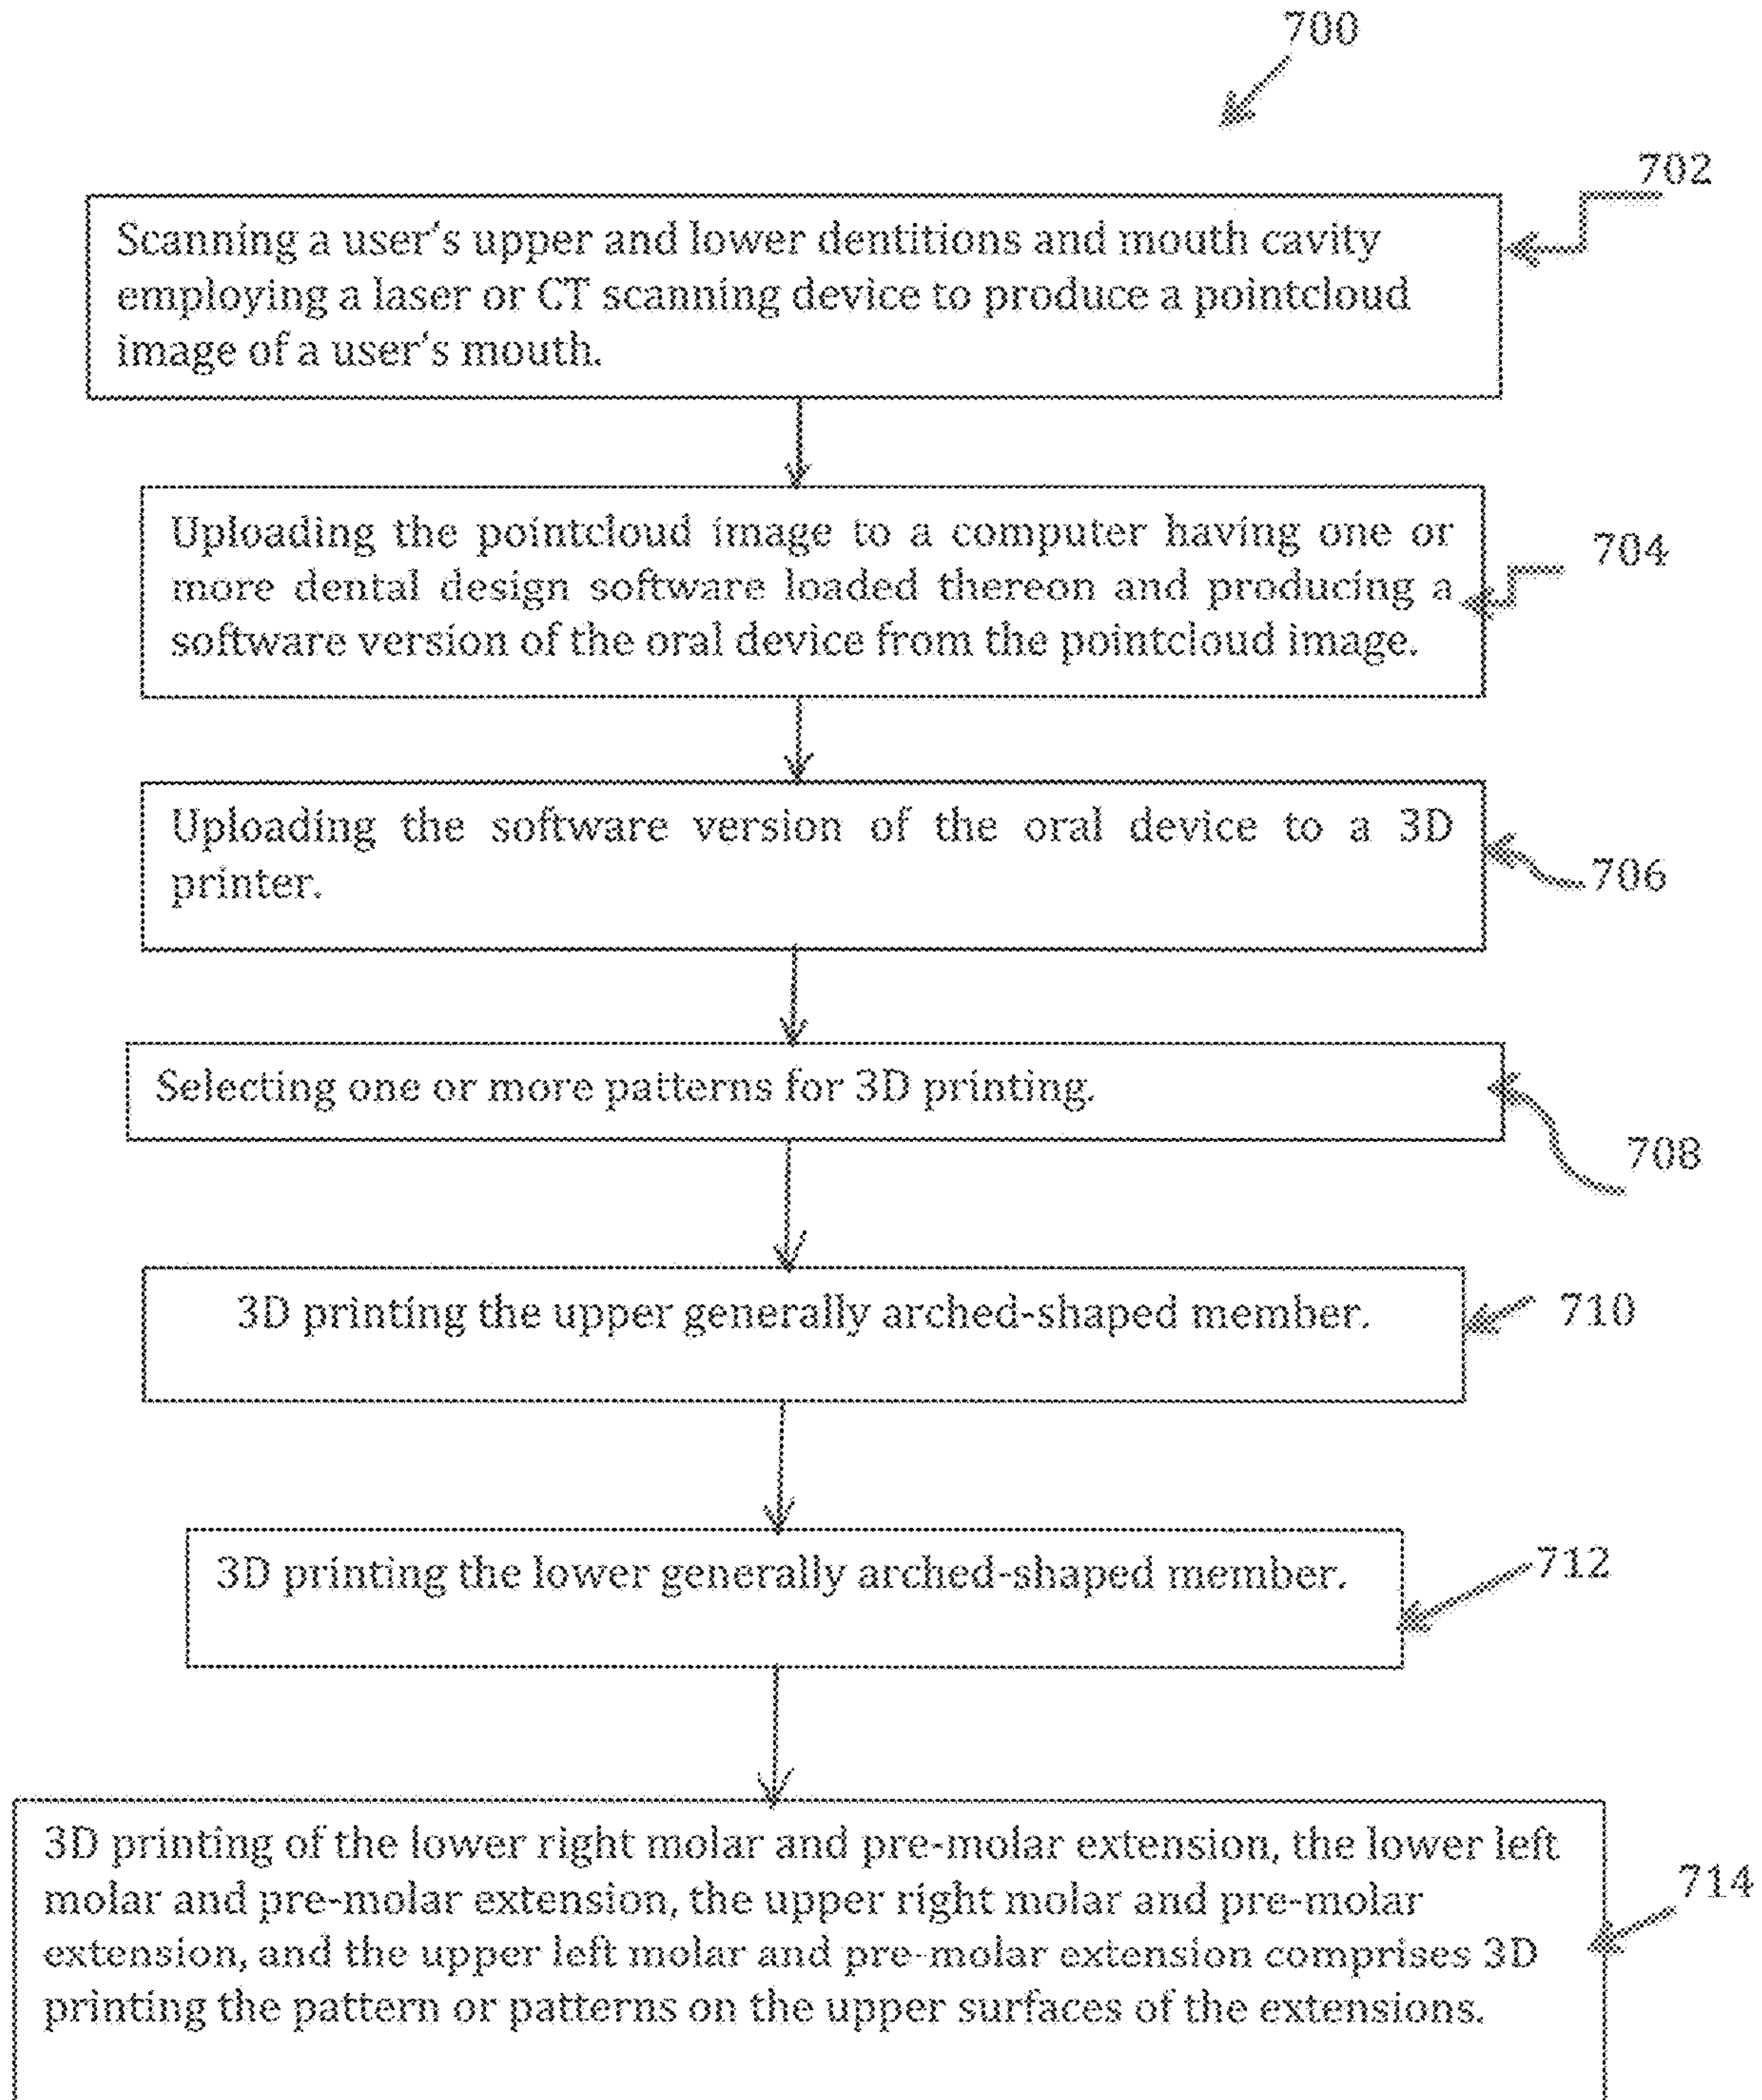 700
702
Scanning a user's upper and lower dentitions and mouth cavity
employing a laser or CT scanning device to produce a pointcloud
image of a user's mouth.
Uploading the pointcloud image to a computer having one or
704
more dental design software loaded thereon and producing a
software version of the oral device from the pointcloud image.
Uploading the software version of the oral device to a 3D
706
printer.
Selecting one or more patterns for 3D printing.
708
3D printing the upper generally arched-shaped member.
710
3D printing the lower generally arched-shaped member.
712
3D printing of the lower right molar and pre-molar extension, the lower left
714
molar and pre-molar extension, the upper right molar and pre-molar
extension, and the upper left molar and pre-molar extension comprises 3D
printing the pattern or patterns on the upper surfaces of the extensions.